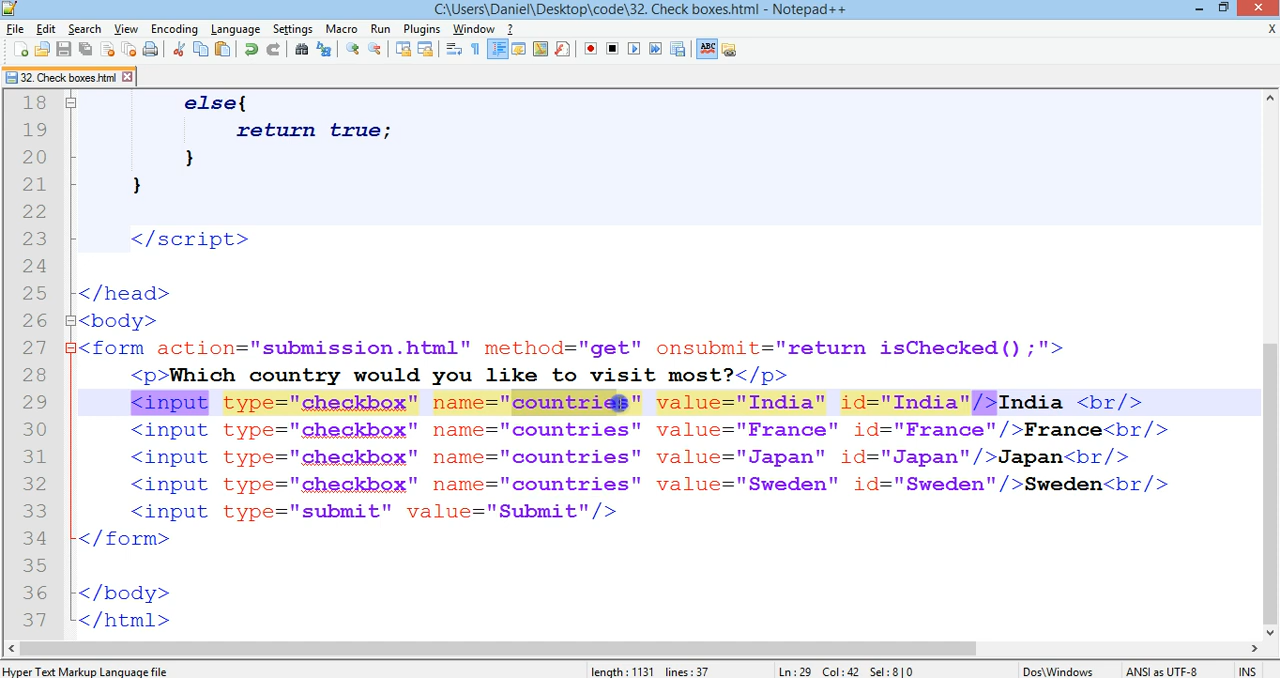 C:\Users\Daniel\Desktop\code\32. Check boxes.html - Notepad++
File Edit Search View Encoding Language Settings Macro Run Plugins Window ? X
ABC
32. Check boxes.html
18 else{
19 return true;
20 }
21 }
22
23 </script>
24
25 </head>
26 <body>
27 <form action="submission.html" method="get" onsubmit="return isChecked();">
28 <p>Which country would you like to visit most?</p>
29 <input type="checkbox" name="countries" value="India" id="India"/>India <br/>
30 <input type="checkbox" name="countries" value="France" id="France"/>France<br/>
31 <input type="checkbox" name="countries" value="Japan" id="Japan"/>Japan<br/>
32 <input type="checkbox" name="countries" value="Sweden" id="Sweden"/>Sweden<br/>
33 <input type="submit" value="Submit"/>
34 </form>
35
36 </body>
37 </html>
Hyper Text Markup Language file length : 1131 lines : 37 Ln : 29 Col : 42 Sel : 8 | 0 Dos\Windows ANSI as UTF-8 INS